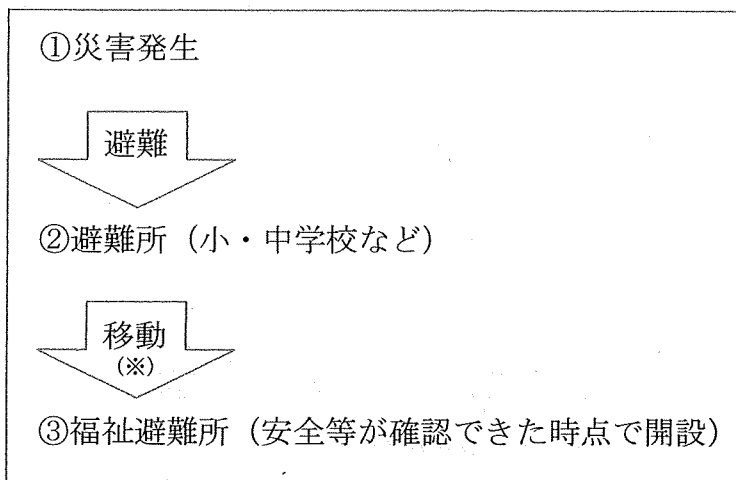 ①災害発生
避難
②避難所（小・中学校など）
移動
（※）
③福祉避難所（安全等が確認できた時点で開設）